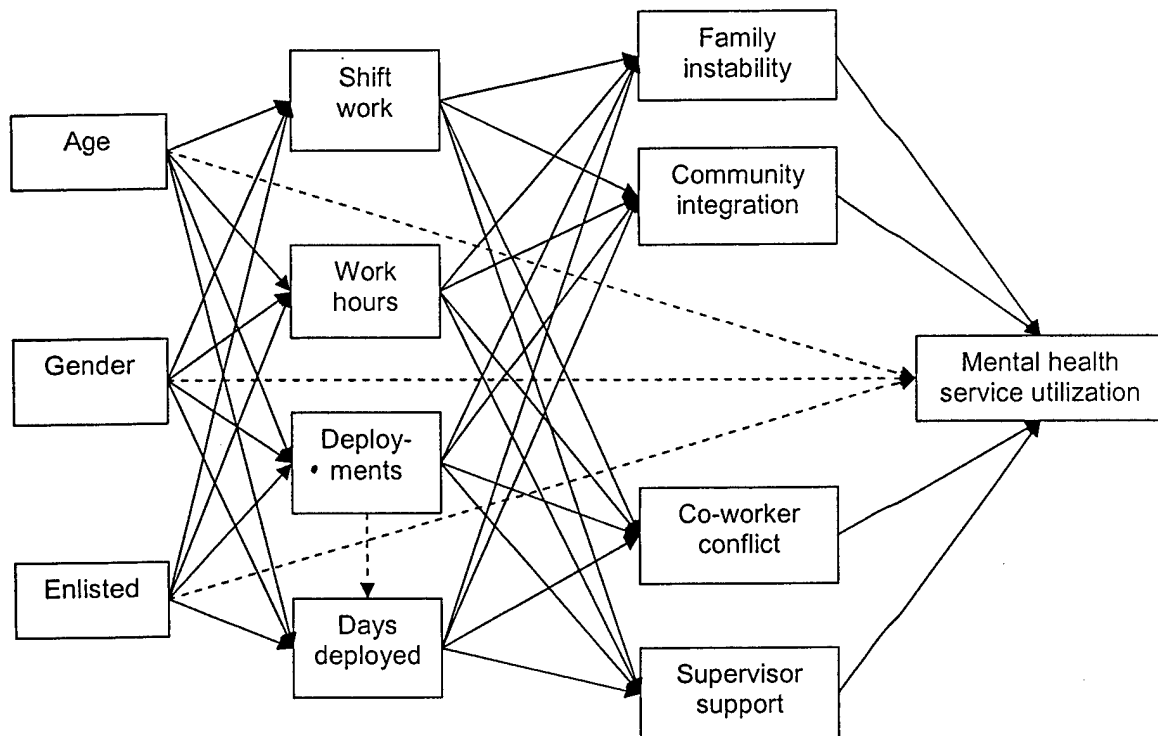 Age
Gender
Enlisted
Shift
work
Work
hours
Deploy-
ments
Days
deployed
Family
instability
Community
integration
Co-worker
conflict
Supervisor
support
Mental health
service utilization